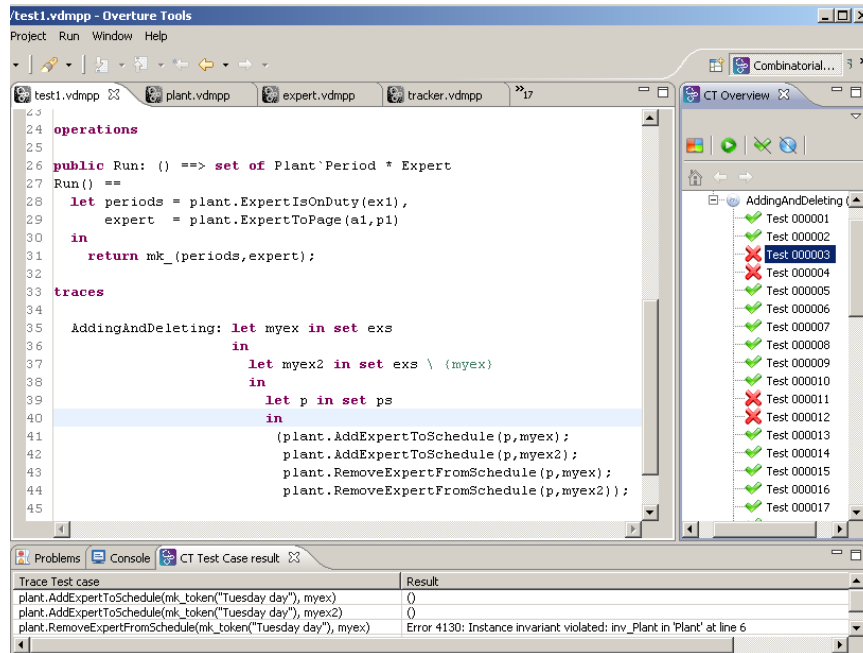 /test1.vdmpp - Overture Tools
Project Run Window Help
Combinatorial...
test1.vdmpp plant.vdmpp expert.vdmpp tracker.vdmpp »17
CT Overview
23
24 operations
25
26 public Run: () ==> set of Plant`Period * Expert
27 Run() ==
28 let periods = plant.ExpertIsOnDuty(ex1),
29 expert = plant.ExpertToPage(a1,p1)
30 in
31 return mk_(periods,expert);
32
33 traces
34
35 AddingAndDeleting: let myex in set exs
36 in
37 let myex2 in set exs \ {myex}
38 in
39 let p in set ps
40 in
41 (plant.AddExpertToSchedule(p,myex);
42 plant.AddExpertToSchedule(p,myex2);
43 plant.RemoveExpertFromSchedule(p,myex);
44 plant.RemoveExpertFromSchedule(p,myex2));
45
AddingAndDeleting (
Test 000001
Test 000002
Test 000003
Test 000004
Test 000005
Test 000006
Test 000007
Test 000008
Test 000009
Test 000010
Test 000011
Test 000012
Test 000013
Test 000014
Test 000015
Test 000016
Test 000017
Problems Console CT Test Case result
Trace Test case Result
plant.AddExpertToSchedule(mk_token("Tuesday day"), myex) ()
plant.AddExpertToSchedule(mk_token("Tuesday day"), myex2) ()
plant.RemoveExpertFromSchedule(mk_token("Tuesday day"), myex) Error 4130: Instance invariant violated: inv_Plant in 'Plant' at line 6